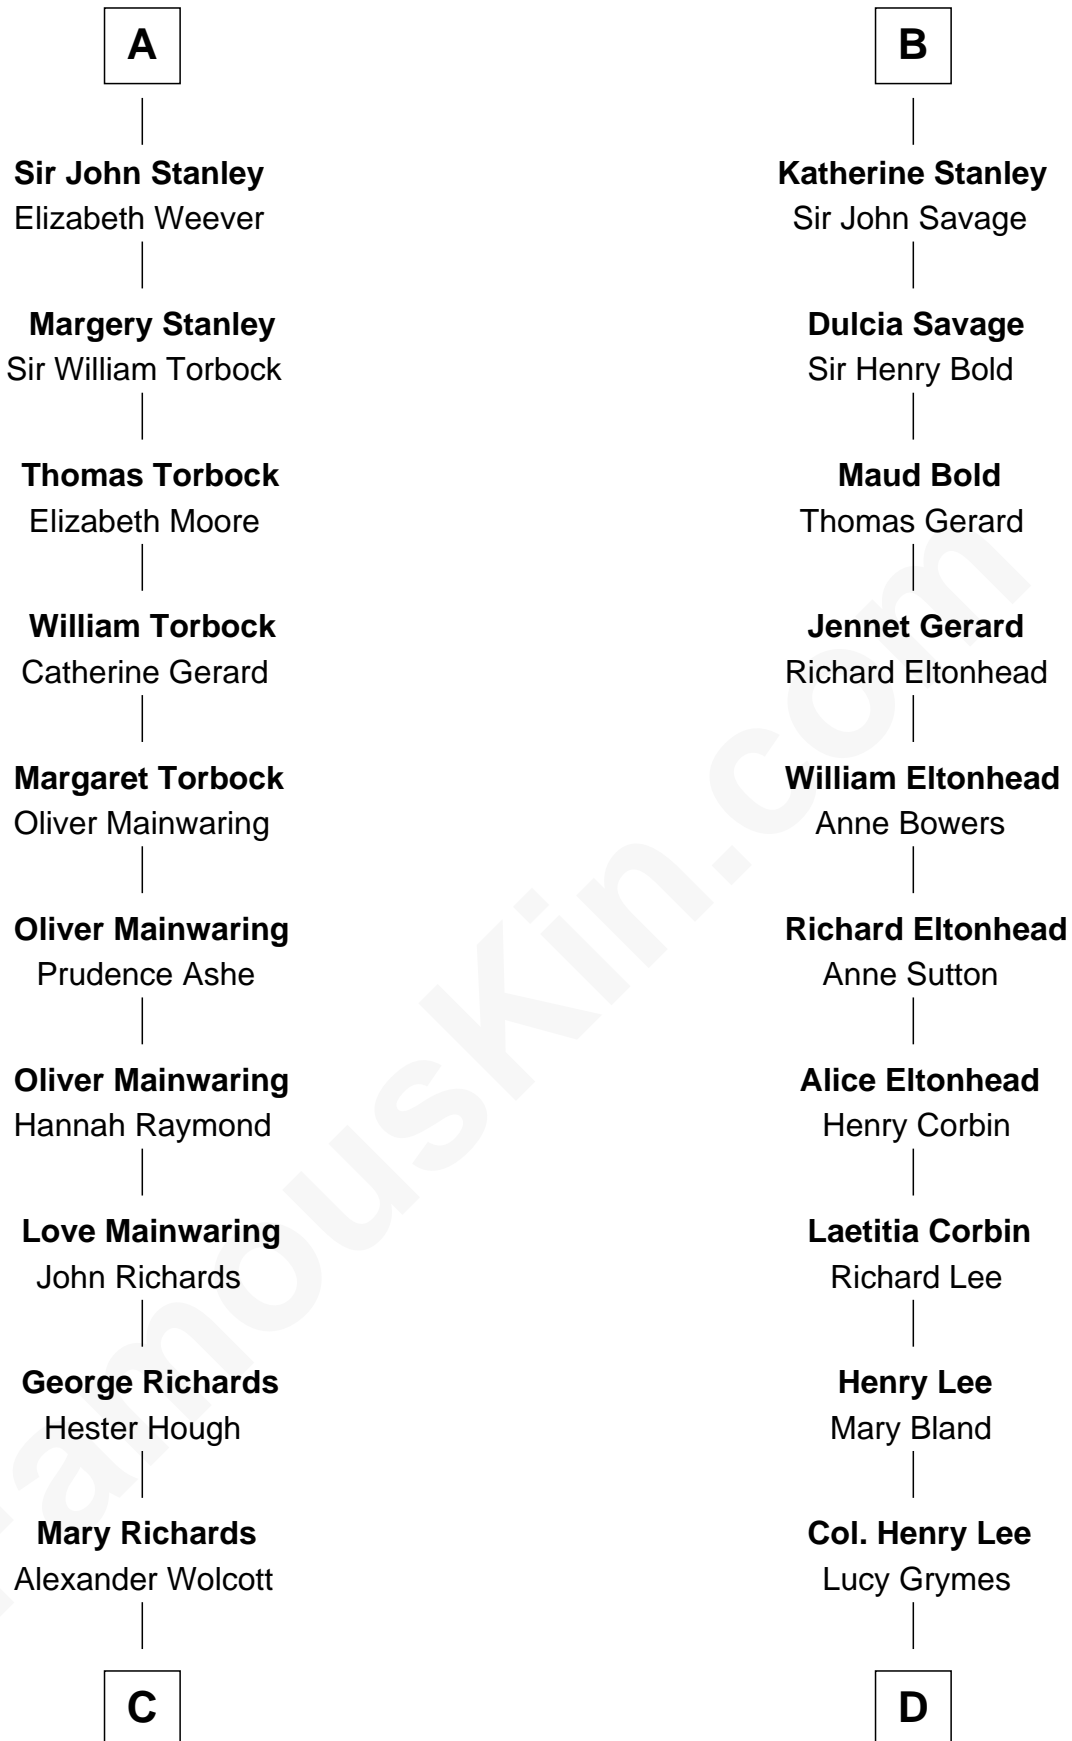 A
Sir John Stanley
Elizabeth Weever
Margery Stanley
Sir William Torbock
Thomas Torbock
Elizabeth Moore
William Torbock
Catherine Gerard
Margaret Torbock
Oliver Mainwaring
Oliver Mainwaring
Prudence Ashe
Oliver Mainwaring
Hannah Raymond
Love Mainwaring
John Richards
George Richards
Hester Hough
Mary Richards
Alexander Wolcott
C
B
Katherine Stanley
Sir John Savage
Dulcia Savage
Sir Henry Bold
Maud Bold
Thomas Gerard
Jennet Gerard
Richard Eltonhead
William Eltonhead
Anne Bowers
Richard Eltonhead
Anne Sutton
Alice Eltonhead
Henry Corbin
Laetitia Corbin
Richard Lee
Henry Lee
Mary Bland
Col. Henry Lee
Lucy Grymes
D
FamousKin.com